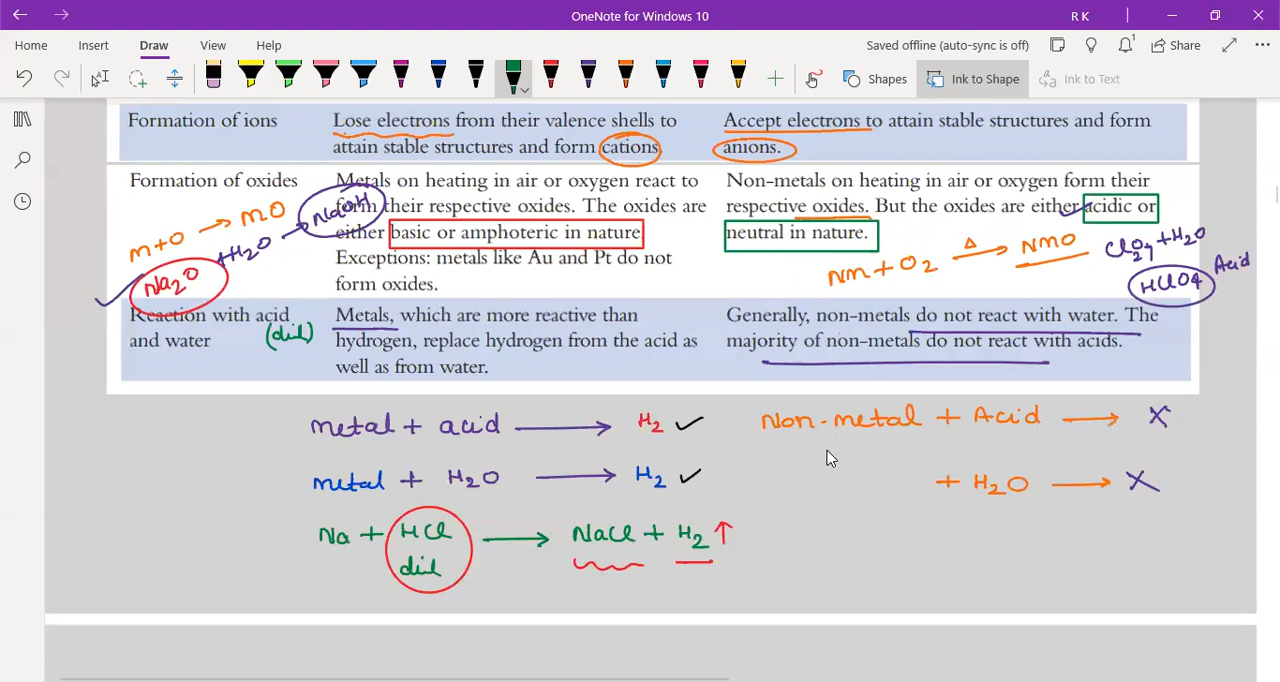 OneNote for Windows 10
R K
Home Insert Draw View Help
Saved offline (auto-sync is off)
Share
Shapes
Ink to Shape
Ink to Text
Formation of ions
Lose electrons from their valence shells to
attain stable structures and form cations.
Accept electrons to attain stable structures and form
anions.
Formation of oxides
Metals on heating in air or oxygen react to
form their respective oxides. The oxides are
either basic or amphoteric in nature
Exceptions: metals like Au and Pt do not
form oxides.
Non-metals on heating in air or oxygen form their
respective oxides. But the oxides are either acidic or
neutral in nature.
m+O → MO
Na2O +H2O → NaOH
Nm + O2 Δ→ NMO
Cl2O7 +H2O
HClO4 Acid
Reaction with acid
and water
(dil)
Metals, which are more reactive than
hydrogen, replace hydrogen from the acid as
well as from water.
Generally, non-metals do not react with water. The
majority of non-metals do not react with acids.
metal + acid → H2 ✓
metal + H2O → H2 ✓
Na + HCl → NaCl + H2 ↑
dil
Non-metal + Acid → X
+ H2O → X